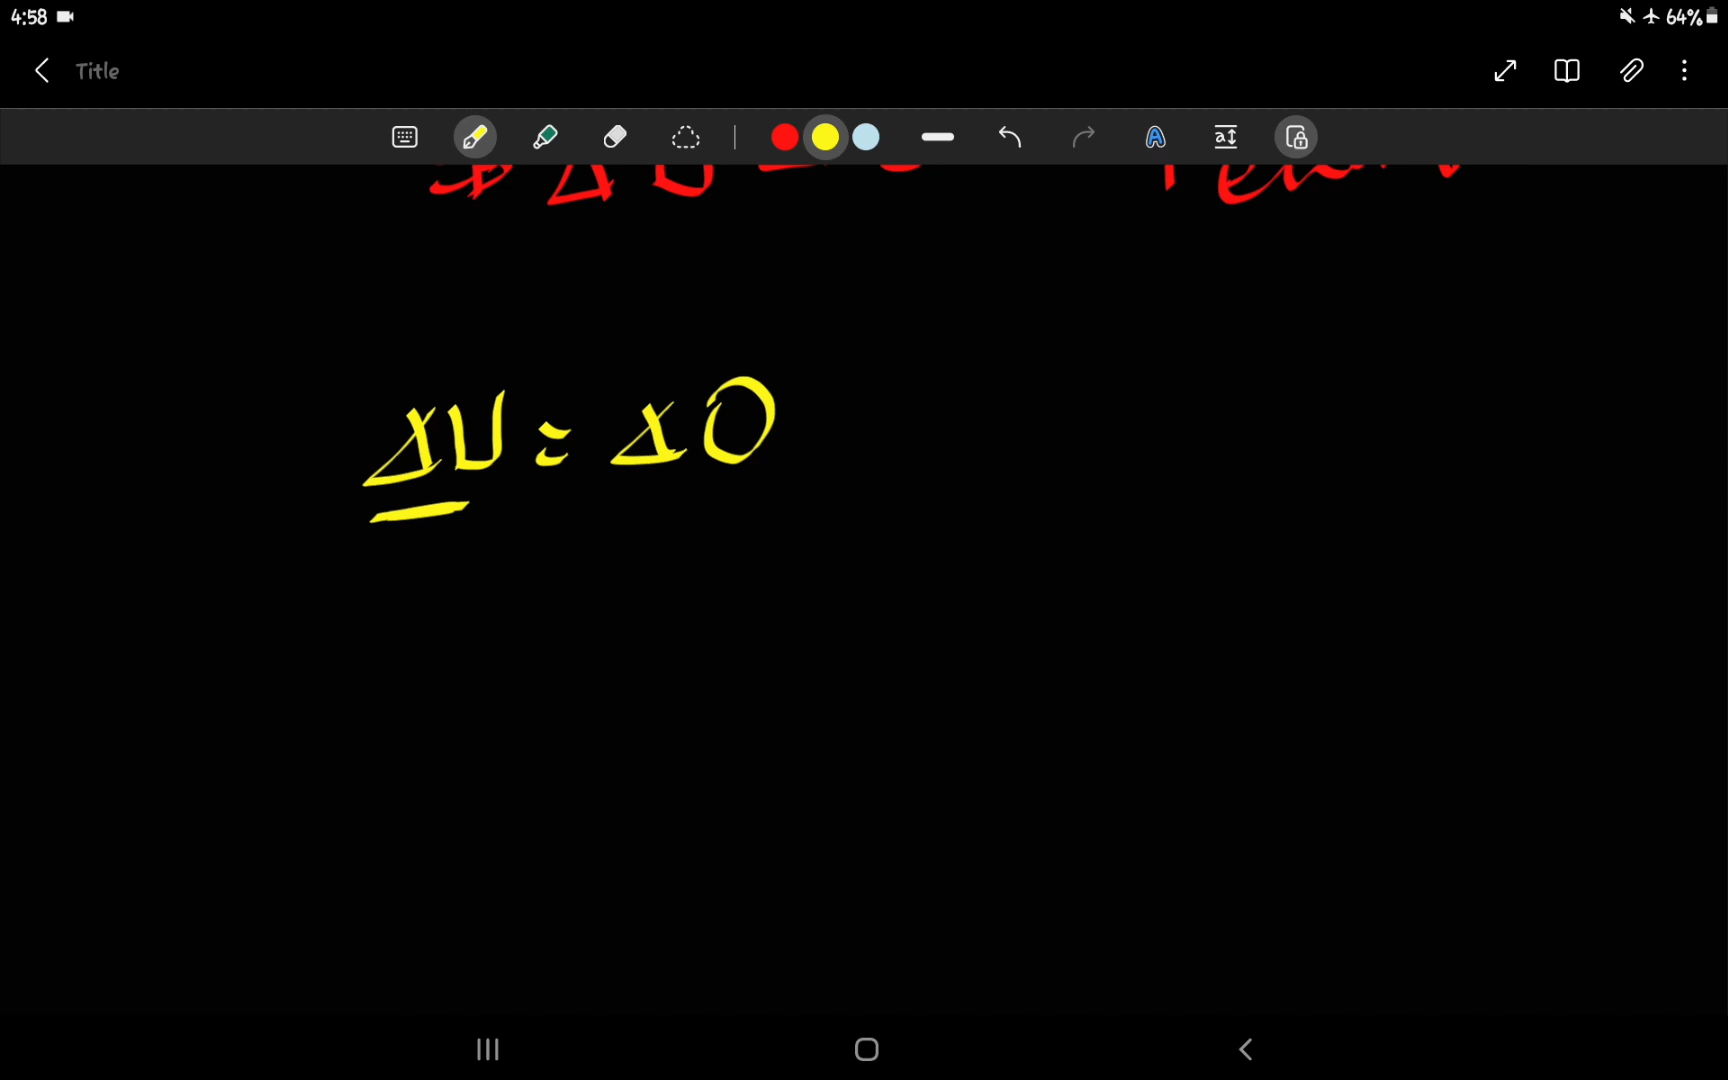 4:58
64%
Title
A
a
ΔU = ΔO